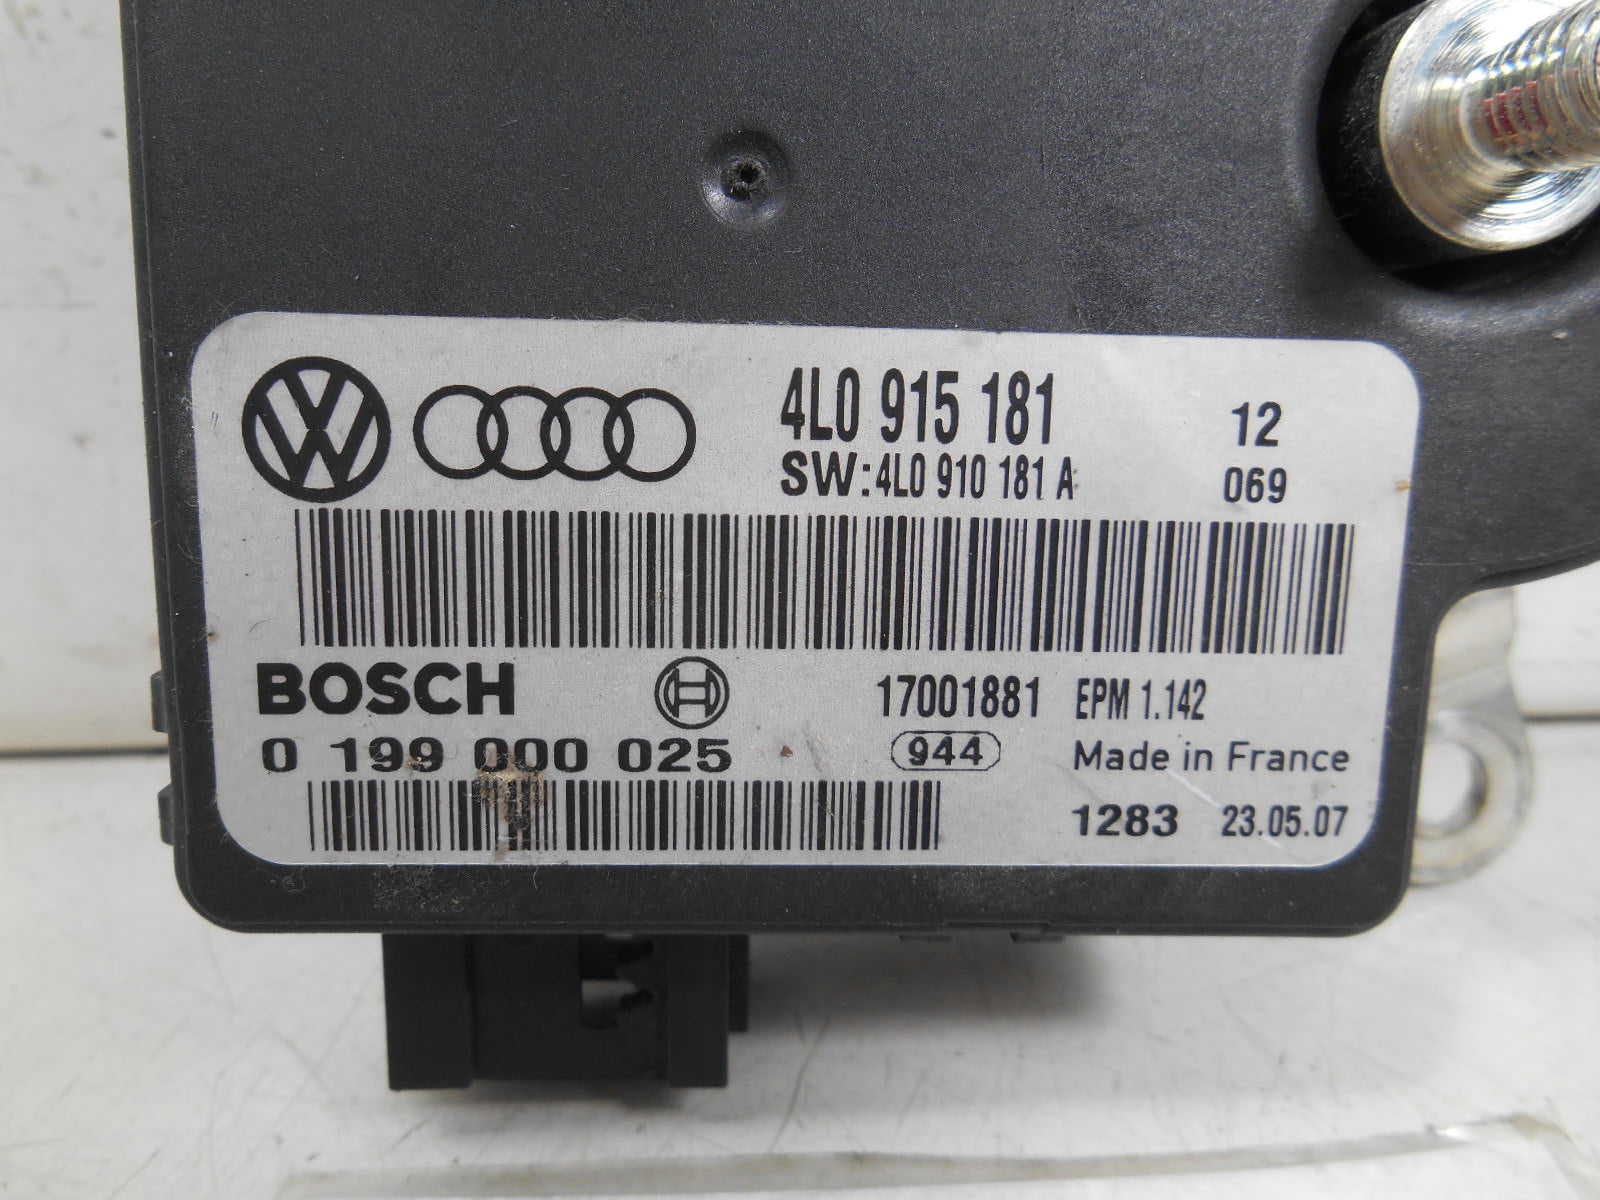 4L0 915 181 12
SW:4L0 910 181 A 069
BOSCH 17001881 EPM 1.142
0 199 000 025 944 Made in France
1283 23.05.07